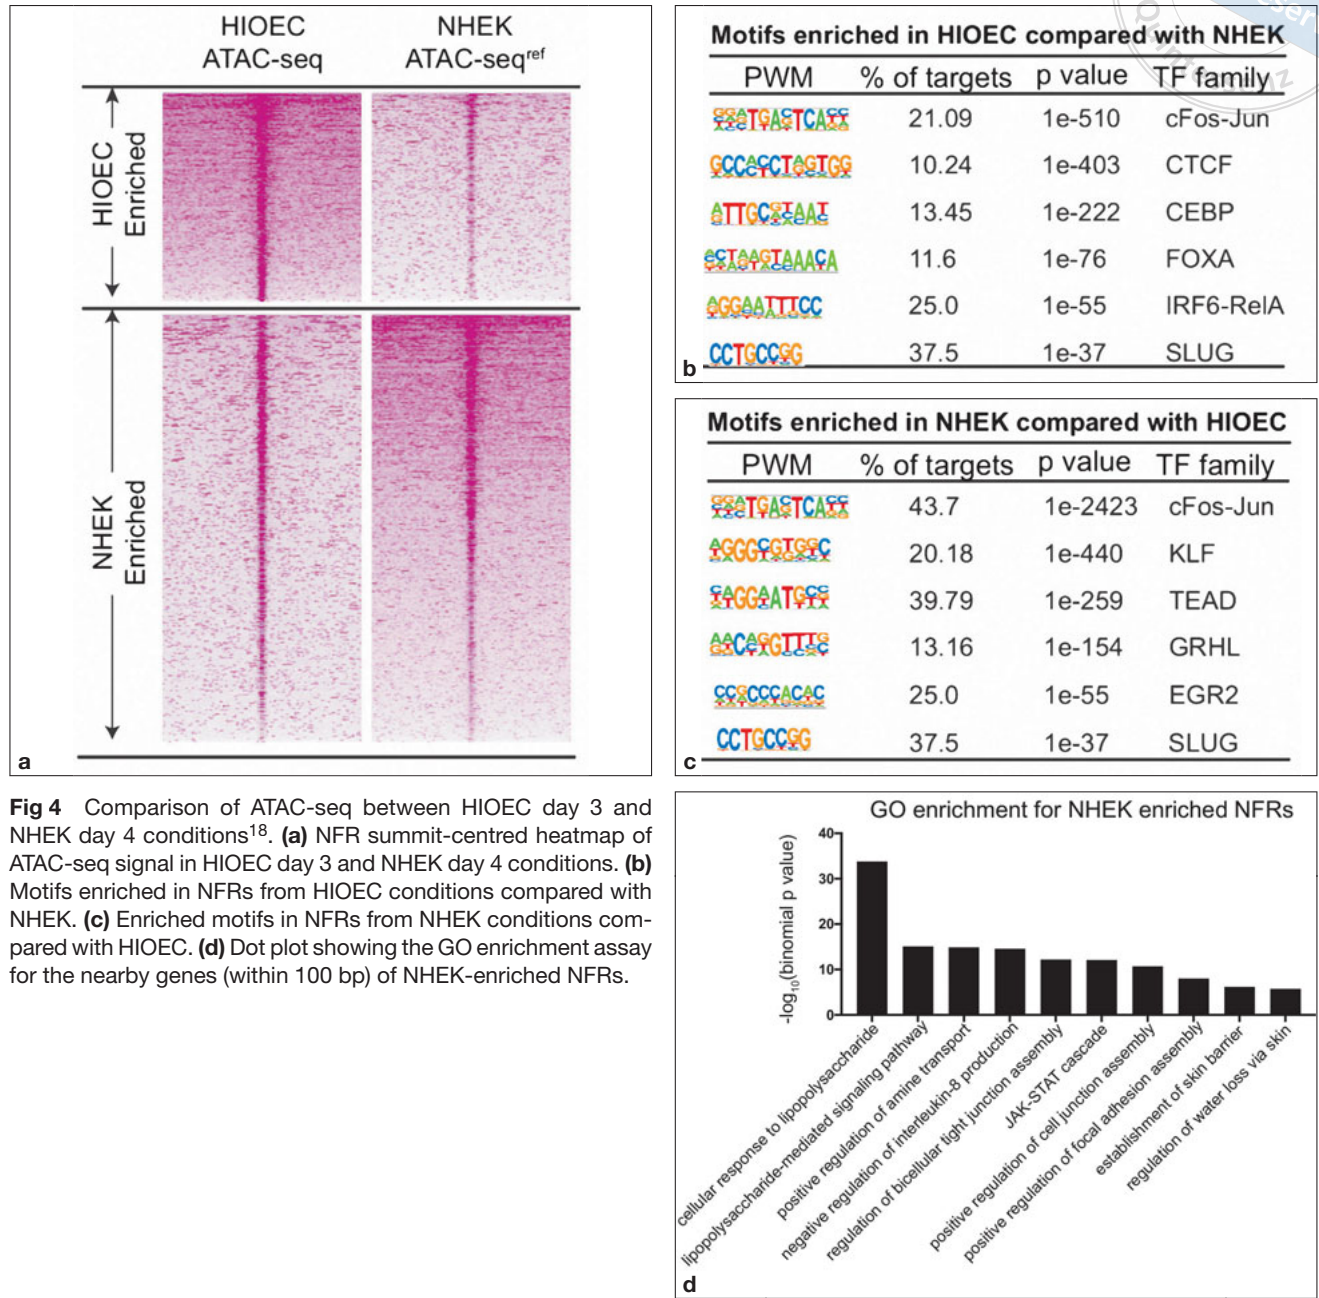 HIOEC
ATAC-seq
NHEK
ATAC-seqref
HIOEC
Enriched
NHEK
Enriched
a
Fig 4 Comparison of ATAC-seq between HIOEC day 3 and
NHEK day 4 conditions18. (a) NFR summit-centred heatmap of
ATAC-seq signal in HIOEC day 3 and NHEK day 4 conditions. (b)
Motifs enriched in NFRs from HIOEC conditions compared with
NHEK. (c) Enriched motifs in NFRs from NHEK conditions com-
pared with HIOEC. (d) Dot plot showing the GO enrichment assay
for the nearby genes (within 100 bp) of NHEK-enriched NFRs.
Motifs enriched in HIOEC compared with NHEK
PWM % of targets p value TF family
21.09 1e-510 cFos-Jun
10.24 1e-403 CTCF
13.45 1e-222 CEBP
11.6 1e-76 FOXA
25.0 1e-55 IRF6-RelA
CCTGCCGG 37.5 1e-37 SLUG
b
Motifs enriched in NHEK compared with HIOEC
PWM % of targets p value TF family
43.7 1e-2423 cFos-Jun
20.18 1e-440 KLF
39.79 1e-259 TEAD
13.16 1e-154 GRHL
25.0 1e-55 EGR2
CCTGCCGG 37.5 1e-37 SLUG
c
GO enrichment for NHEK enriched NFRs
-log10(binomial p value)
40
30
20
10
0
cellular response to lipopolysaccharide
lipopolysaccharide-mediated signaling pathway
positive regulation of amine transport
negative regulation of interleukin-8 production
regulation of bicellular tight junction assembly
JAK-STAT cascade
positive regulation of cell junction assembly
positive regulation of focal adhesion assembly
establishment of skin barrier
regulation of water loss via skin
d